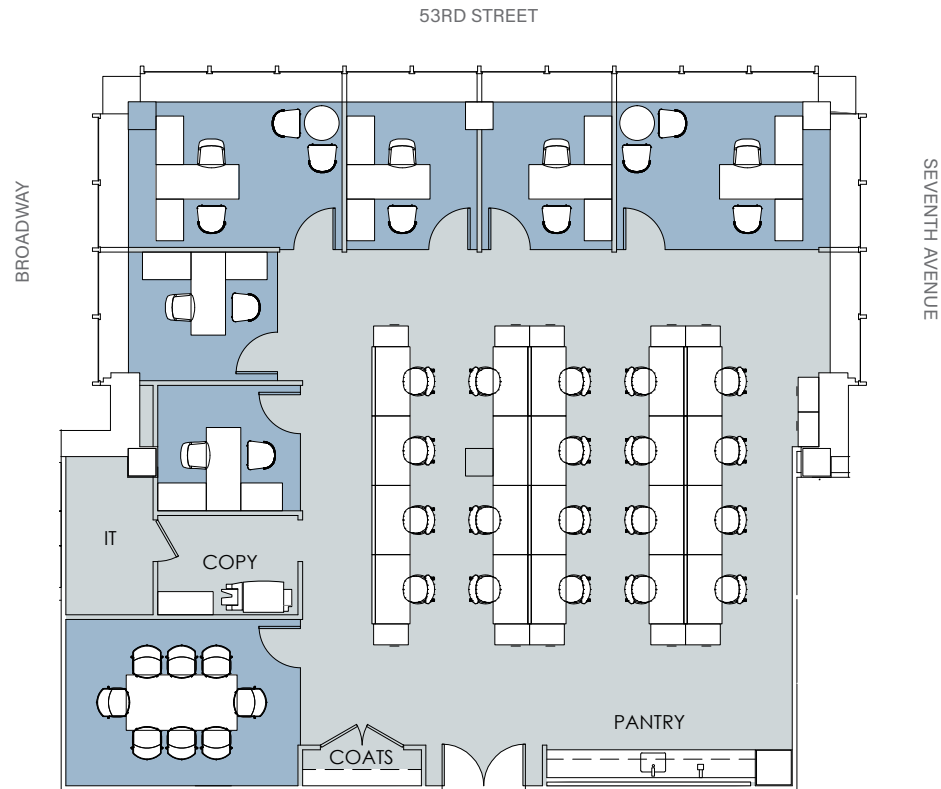 53RD STREET
BROADWAY
SEVENTH AVENUE
IT
COPY
PANTRY
COATS